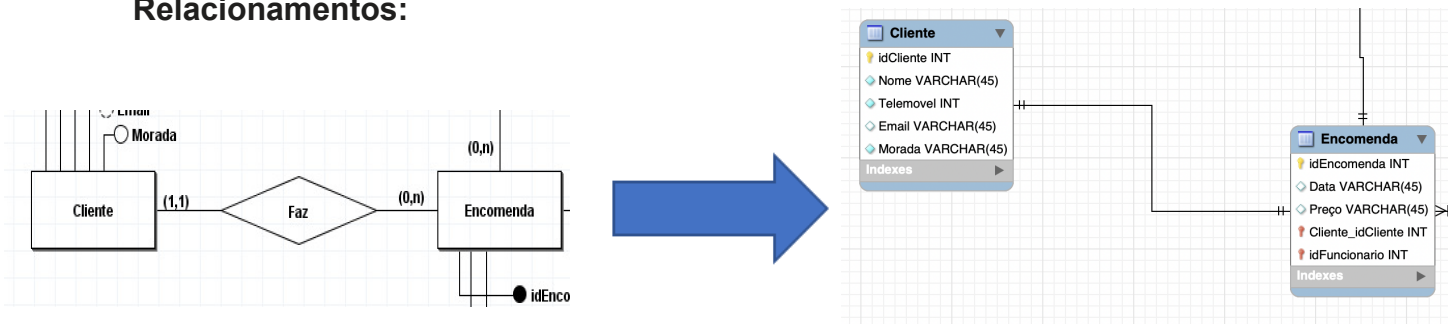 Relacionamentos:
Email
Morada
(0,n)
Cliente
(1,1)
Faz
(0,n)
Encomenda
idEnco
Cliente
idCliente INT
Nome VARCHAR(45)
Telemovel INT
Email VARCHAR(45)
Morada VARCHAR(45)
Indexes
Encomenda
idEncomenda INT
Data VARCHAR(45)
Preço VARCHAR(45)
Cliente_idCliente INT
idFuncionario INT
Indexes